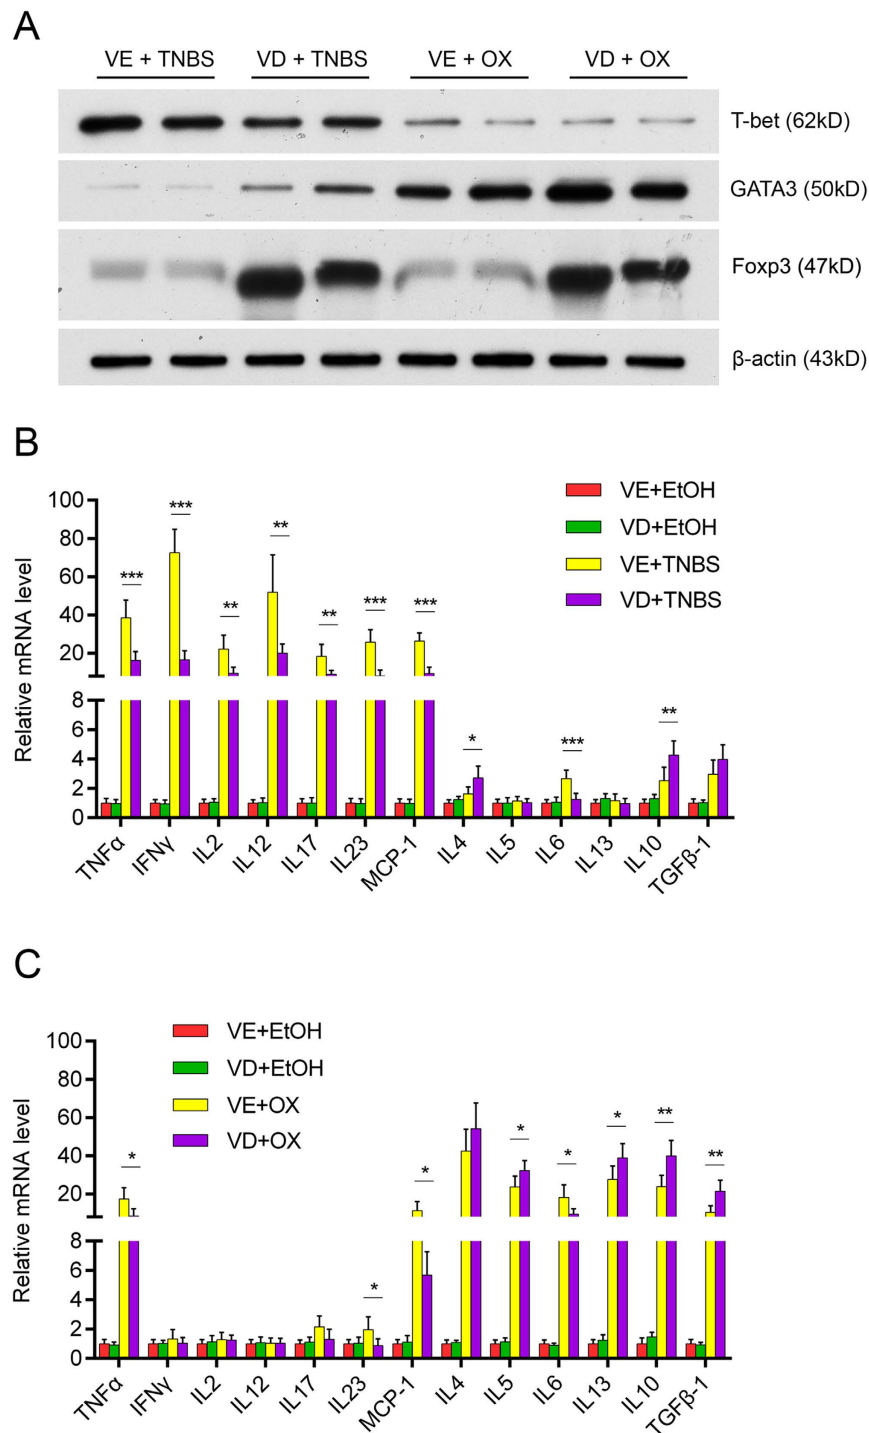 A
VE + TNBS VD + TNBS VE + OX VD + OX
T-bet (62kD)
GATA3 (50kD)
Foxp3 (47kD)
β-actin (43kD)
B
Relative mRNA level
100
80
60
40
20
8
6
4
2
0
VE+EtOH
VD+EtOH
VE+TNBS
VD+TNBS
*** *** ** ** ** *** *** * *** **
TNFα IFNγ IL2 IL12 IL17 IL23 MCP-1 IL4 IL5 IL6 IL13 IL10 TGFβ-1
C
Relative mRNA level
100
80
60
40
20
8
6
4
2
0
VE+EtOH
VD+EtOH
VE+OX
VD+OX
* * * * * * ** **
TNFα IFNγ IL2 IL12 IL17 IL23 MCP-1 IL4 IL5 IL6 IL13 IL10 TGFβ-1